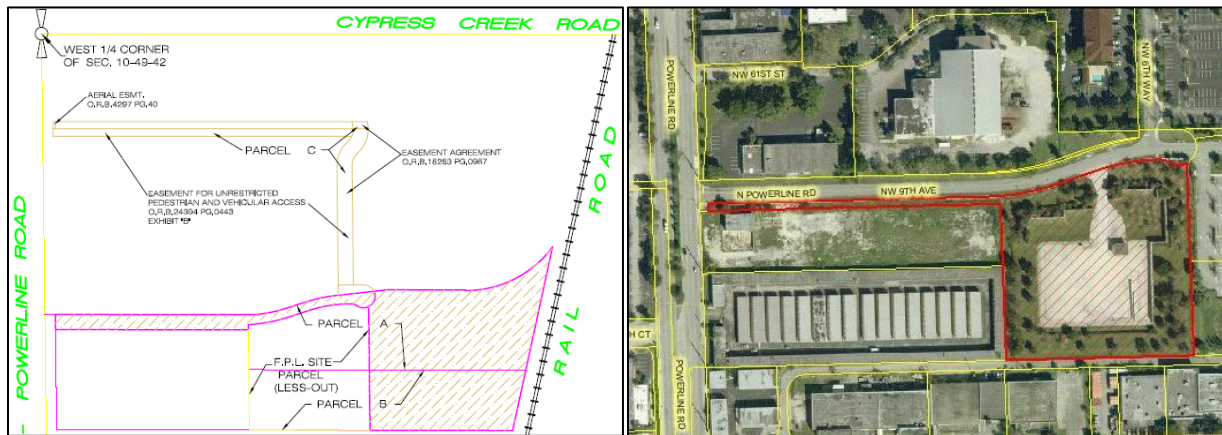 CYPRESS CREEK ROAD
WEST 1/4 CORNER
OF SEC. 10-49-42
AERIAL ESMT.
O.R.B.4297 PG.40
PARCEL
C
EASEMENT AGREEMENT
O.R.B.18263 PG.0987
EASEMENT FOR UNRESTRICTED
PEDESTRIAN AND VEHICULAR ACCESS
O.R.B.24394 PG.0443
EXHIBIT "B"
POWERLINE ROAD
RAIL ROAD
PARCEL
A
F.P.L. SITE
PARCEL
(LESS-OUT)
PARCEL
B
POWERLINE RD
NW 61ST ST
NW 6TH WAY
N POWERLINE RD
NW 9TH AVE
H CT
POWERLINE RD